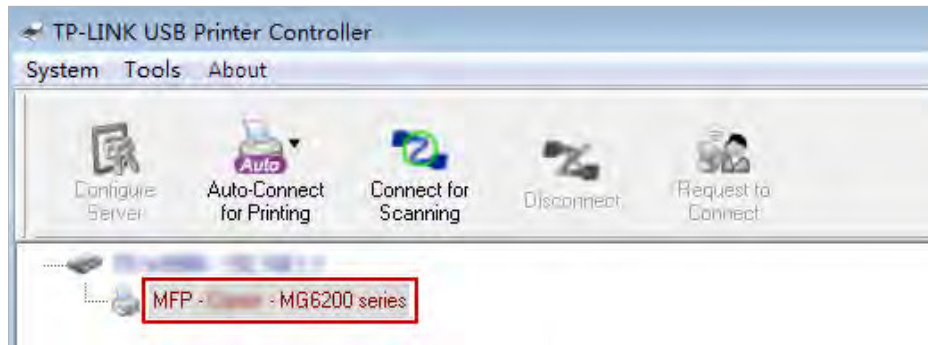 TP-LINK USB Printer Controller
System Tools About
Auto
Configure Server
Auto-Connect for Printing
Connect for Scanning
Disconnect
Request to Connect
MFP - - MG6200 series